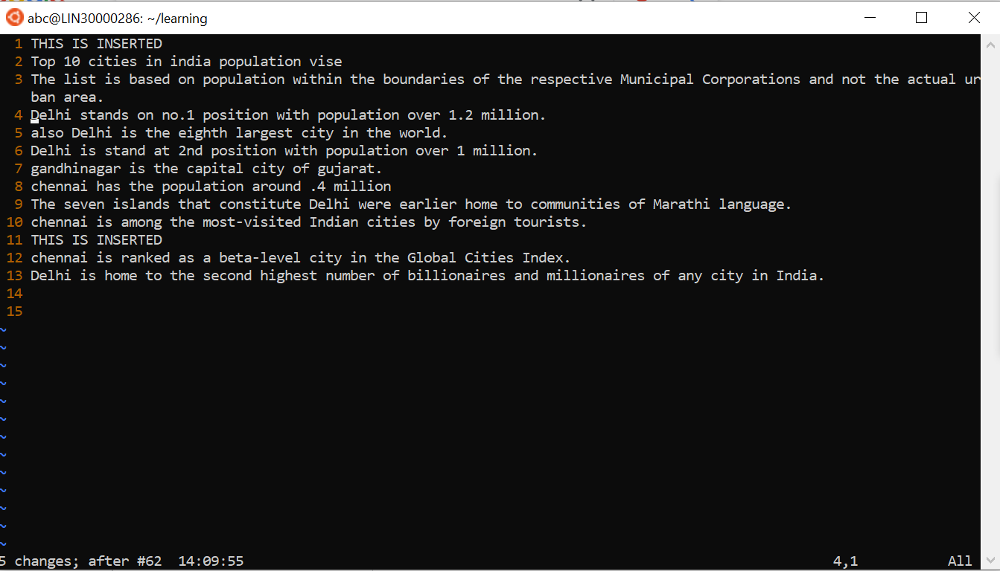 abc@LIN30000286: ~/learning
1 THIS IS INSERTED
2 Top 10 cities in india population vise
3 The list is based on population within the boundaries of the respective Municipal Corporations and not the actual ur
ban area.
4 Delhi stands on no.1 position with population over 1.2 million.
5 also Delhi is the eighth largest city in the world.
6 Delhi is stand at 2nd position with population over 1 million.
7 gandhinagar is the capital city of gujarat.
8 chennai has the population around .4 million
9 The seven islands that constitute Delhi were earlier home to communities of Marathi language.
10 chennai is among the most-visited Indian cities by foreign tourists.
11 THIS IS INSERTED
12 chennai is ranked as a beta-level city in the Global Cities Index.
13 Delhi is home to the second highest number of billionaires and millionaires of any city in India.
14
15
~
~
~
~
~
~
~
~
~
~
~
~
~
5 changes; after #62  14:09:55 4,1 All